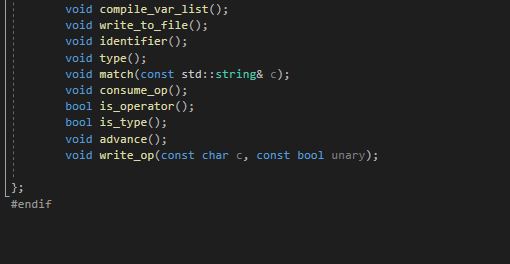 void compile_var_list();
void write_to_file();
void identifier();
void type();
void match(const std::string& c);
void consume_op();
bool is_operator();
bool is_type();
void advance();
void write_op(const char c, const bool unary);
};
#endif